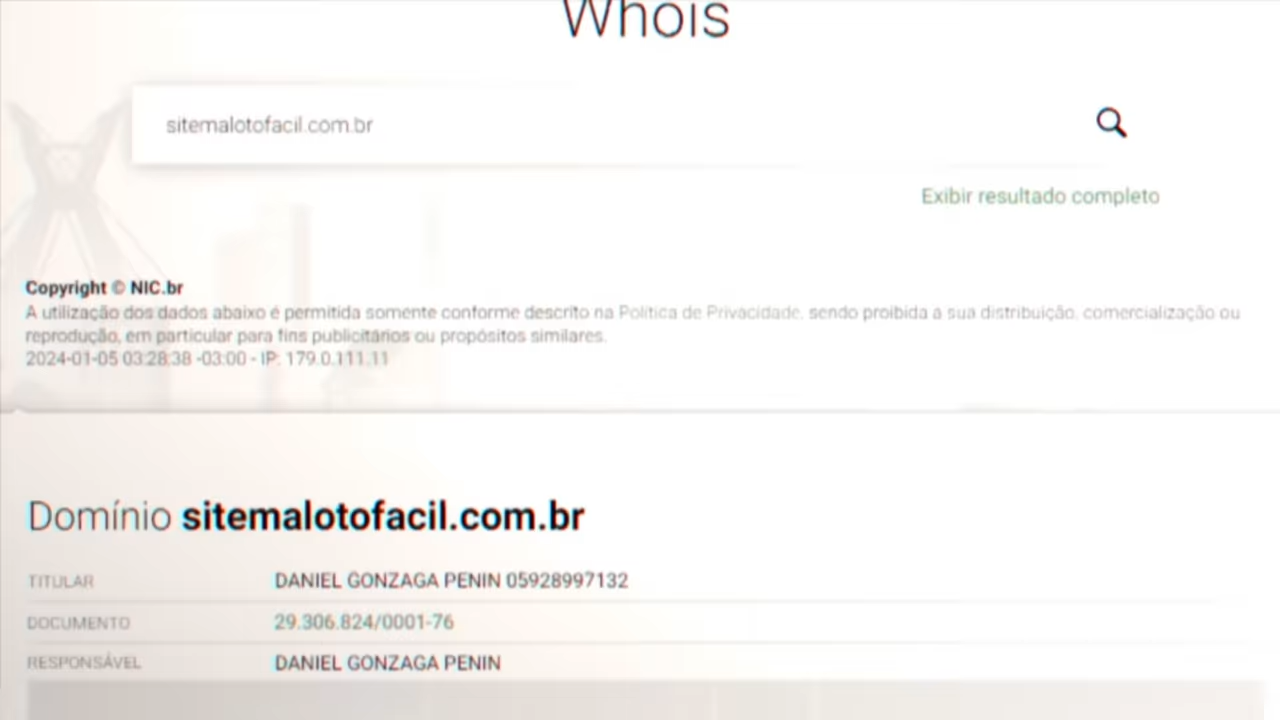 Whois
sitemalotofacil.com.br
Exibir resultado completo
Copyright © NIC.br
A utilização dos dados abaixo é permitida somente conforme descrito na Política de Privacidade, sendo proibida a sua distribuição, comercialização ou
reprodução, em particular para fins publicitários ou propósitos similares.
2024-01-05 03:28:38 -03:00 - IP: 179.0.111.11
Domínio sitemalotofacil.com.br
TITULAR DANIEL GONZAGA PENIN 05928997132
DOCUMENTO 29.306.824/0001-76
RESPONSÁVEL DANIEL GONZAGA PENIN